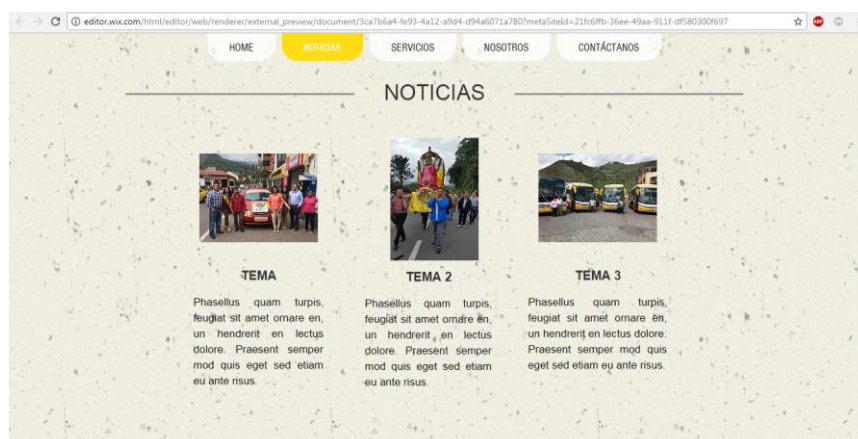 editor.wix.com/html/editor/web/renderer/external_preview/document/3ca7b6a4-fe93-4a12-a9d4-d94a6071a780?metaSiteId=21fc6ffb-36ee-49aa-911f-df580300f697
HOME NOTICIAS SERVICIOS NOSOTROS CONTÁCTANOS
NOTICIAS
TEMA
Phasellus quam turpis,
feugiat sit amet ornare en,
un hendrerit en lectus
dolore. Praesent semper
mod quis eget sed etiam
eu ante risus.
TEMA 2
Phasellus quam turpis,
feugiat sit amet ornare en,
un hendrerit en lectus
dolore. Praesent semper
mod quis eget sed etiam
eu ante risus.
TEMA 3
Phasellus quam turpis,
feugiat sit amet ornare en,
un hendrerit en lectus dolore.
Praesent semper mod quis
eget sed etiam eu ante risus.